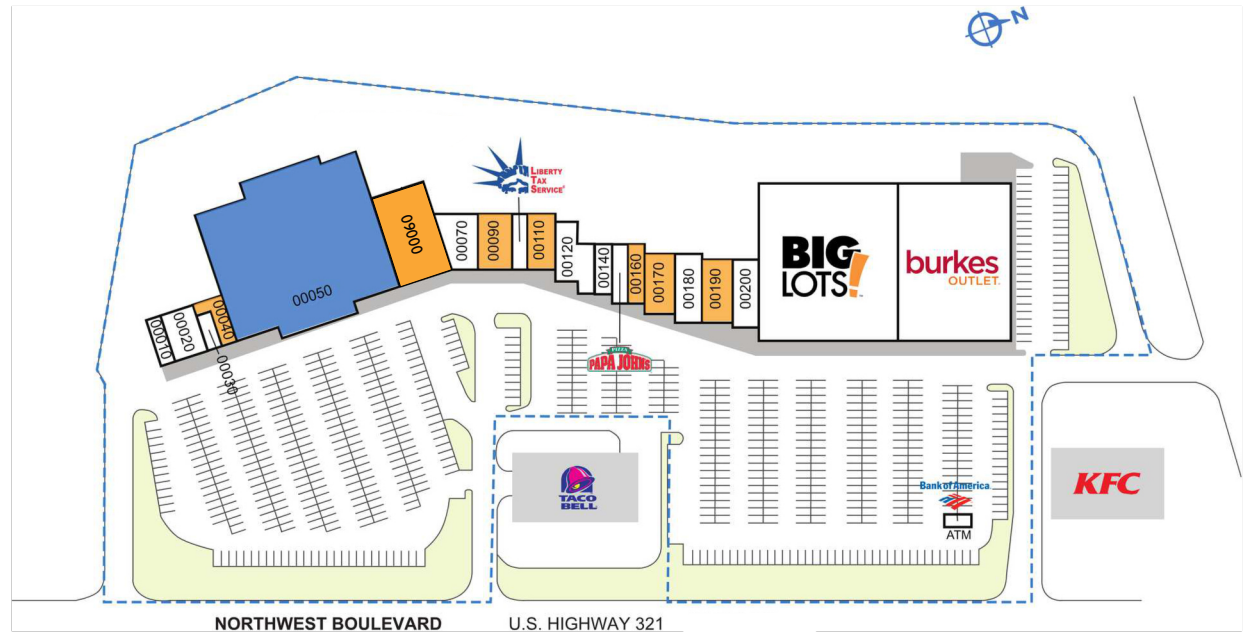 N
LIBERTY
TAX
SERVICE
00010
00020
00030
00040
00050
00060
00070
00090
00110
00120
00140
00160
00170
00180
00190
00200
BIG
LOTS!
burkes
OUTLET
PIZZA
PAPA JOHNS
TACO
BELL
Bank of America
ATM
KFC
NORTHWEST BOULEVARD
U.S. HIGHWAY 321